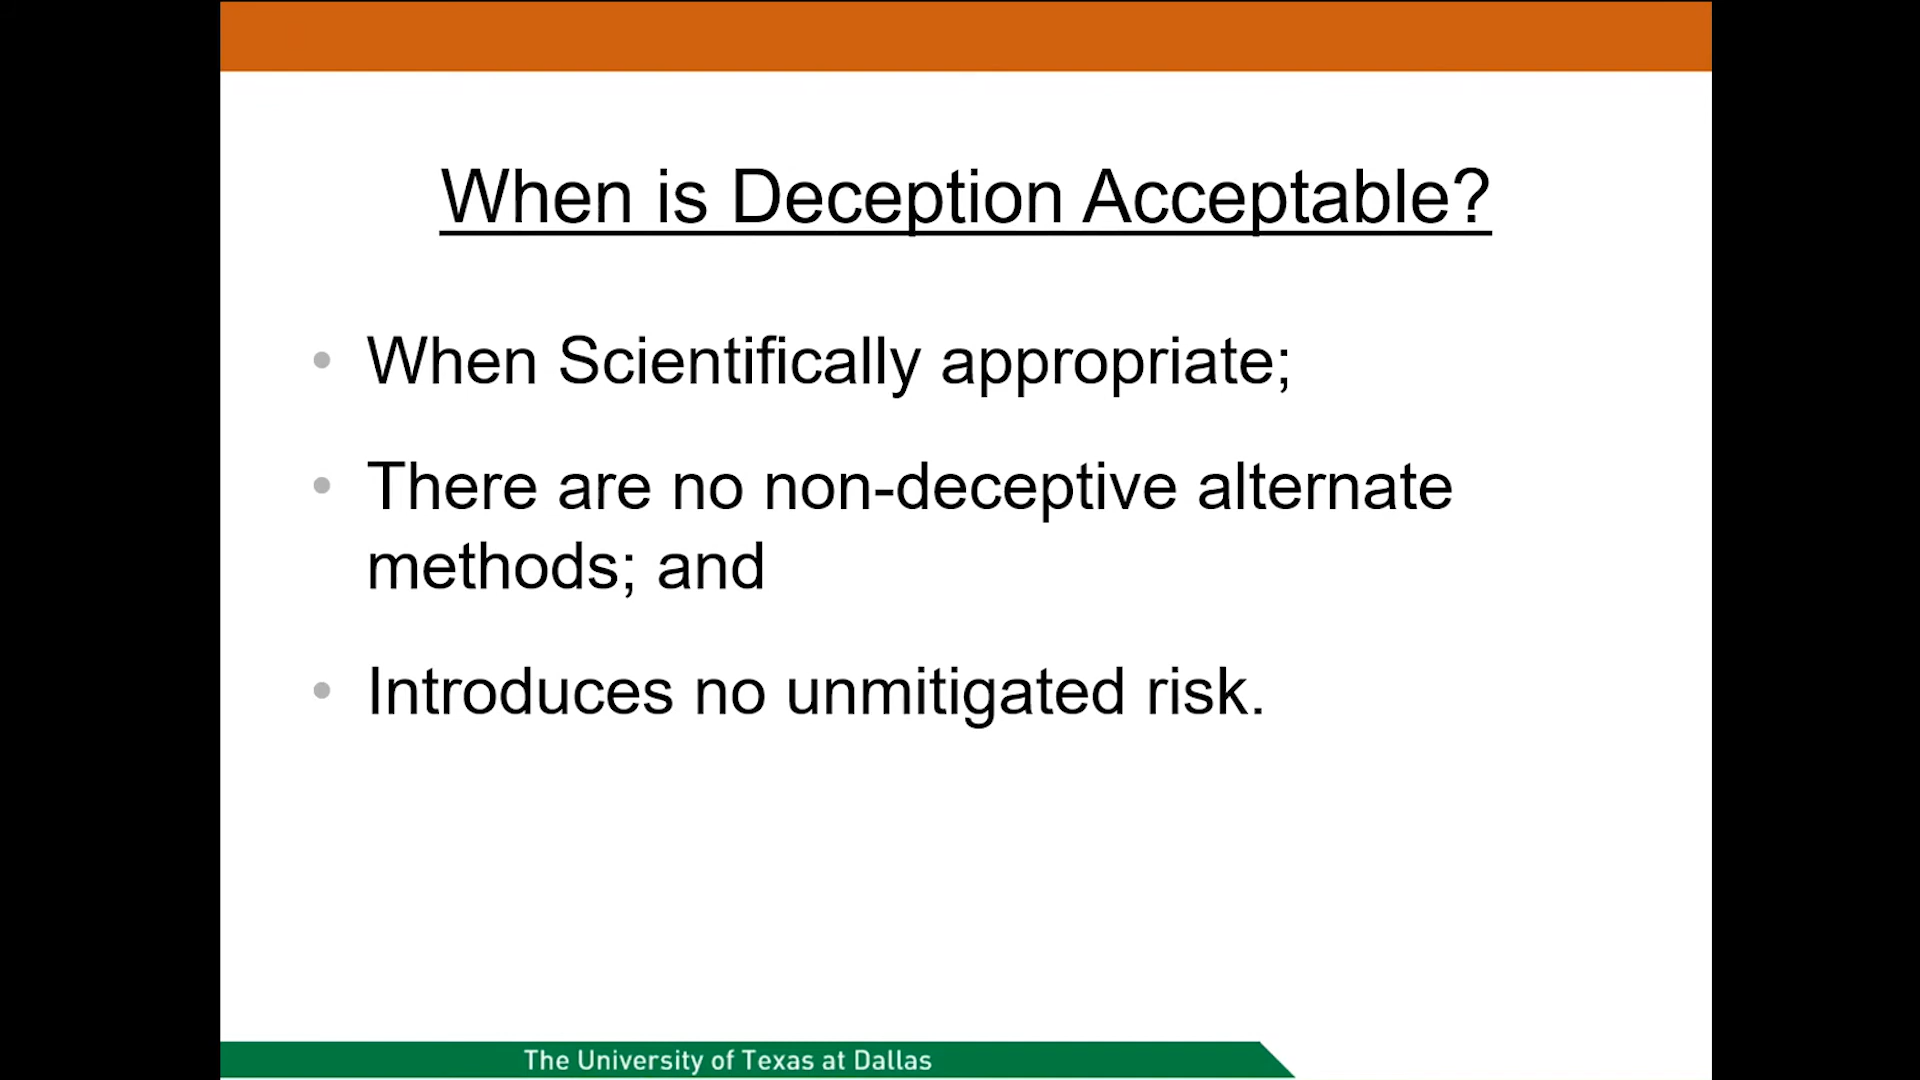 When is Deception Acceptable?
• When Scientifically appropriate;
• There are no non-deceptive alternate
methods; and
• Introduces no unmitigated risk.
The University of Texas at Dallas